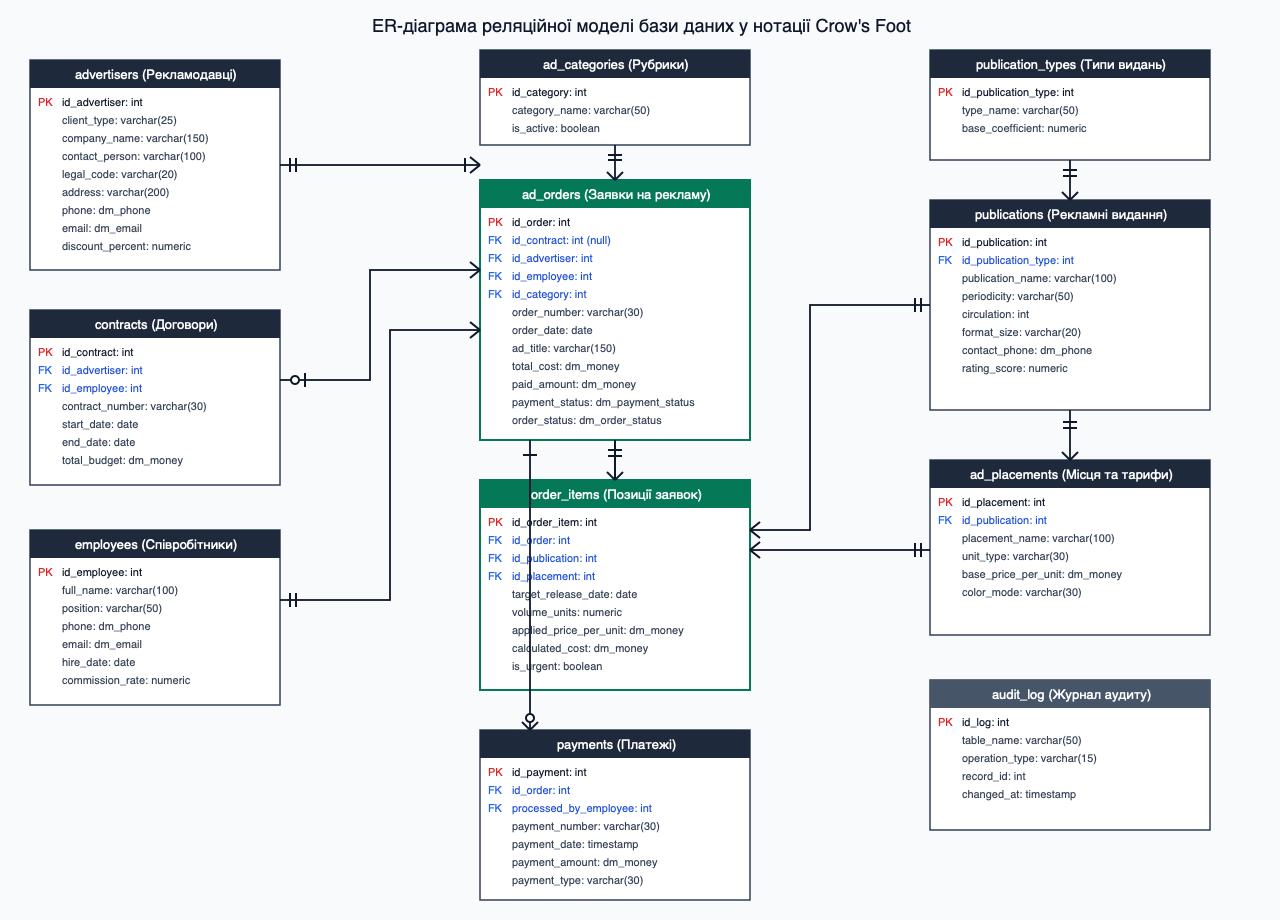 ER-діаграма реляційної моделі бази даних у нотації Crow's Foot
advertisers (Рекламодавці)
PK id_advertiser: int
client_type: varchar(25)
company_name: varchar(150)
contact_person: varchar(100)
legal_code: varchar(20)
address: varchar(200)
phone: dm_phone
email: dm_email
discount_percent: numeric
contracts (Договори)
PK id_contract: int
FK id_advertiser: int
FK id_employee: int
contract_number: varchar(30)
start_date: date
end_date: date
total_budget: dm_money
employees (Співробітники)
PK id_employee: int
full_name: varchar(100)
position: varchar(50)
phone: dm_phone
email: dm_email
hire_date: date
commission_rate: numeric
ad_categories (Рубрики)
PK id_category: int
category_name: varchar(50)
is_active: boolean
ad_orders (Заявки на рекламу)
PK id_order: int
FK id_contract: int (null)
FK id_advertiser: int
FK id_employee: int
FK id_category: int
order_number: varchar(30)
order_date: date
ad_title: varchar(150)
total_cost: dm_money
paid_amount: dm_money
payment_status: dm_payment_status
order_status: dm_order_status
order_items (Позиції заявок)
PK id_order_item: int
FK id_order: int
FK id_publication: int
FK id_placement: int
target_release_date: date
volume_units: numeric
applied_price_per_unit: dm_money
calculated_cost: dm_money
is_urgent: boolean
payments (Платежі)
PK id_payment: int
FK id_order: int
FK processed_by_employee: int
payment_number: varchar(30)
payment_date: timestamp
payment_amount: dm_money
payment_type: varchar(30)
publication_types (Типи видань)
PK id_publication_type: int
type_name: varchar(50)
base_coefficient: numeric
publications (Рекламні видання)
PK id_publication: int
FK id_publication_type: int
publication_name: varchar(100)
periodicity: varchar(50)
circulation: int
format_size: varchar(20)
contact_phone: dm_phone
rating_score: numeric
ad_placements (Місця та тарифи)
PK id_placement: int
FK id_publication: int
placement_name: varchar(100)
unit_type: varchar(30)
base_price_per_unit: dm_money
color_mode: varchar(30)
audit_log (Журнал аудиту)
PK id_log: int
table_name: varchar(50)
operation_type: varchar(15)
record_id: int
changed_at: timestamp